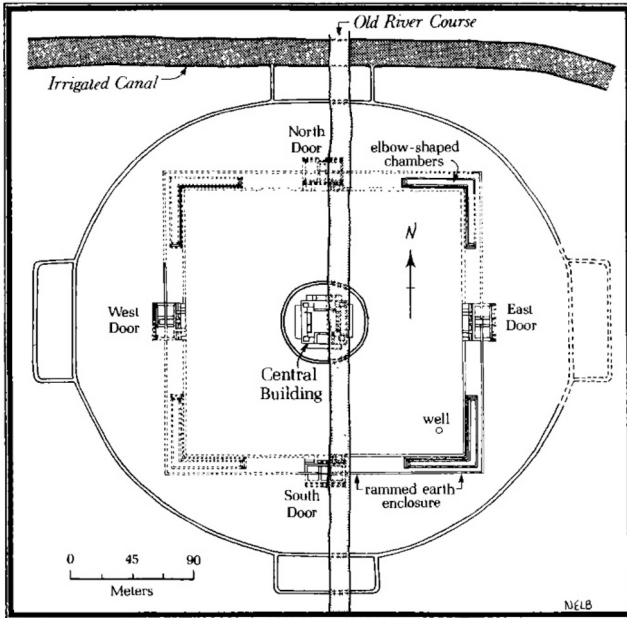 Old River Course
Irrigated Canal
North
Door
elbow-shaped
chambers
N
West
Door
East
Door
Central
Building
well
South
Door
rammed earth
enclosure
0 45 90
Meters
NELB